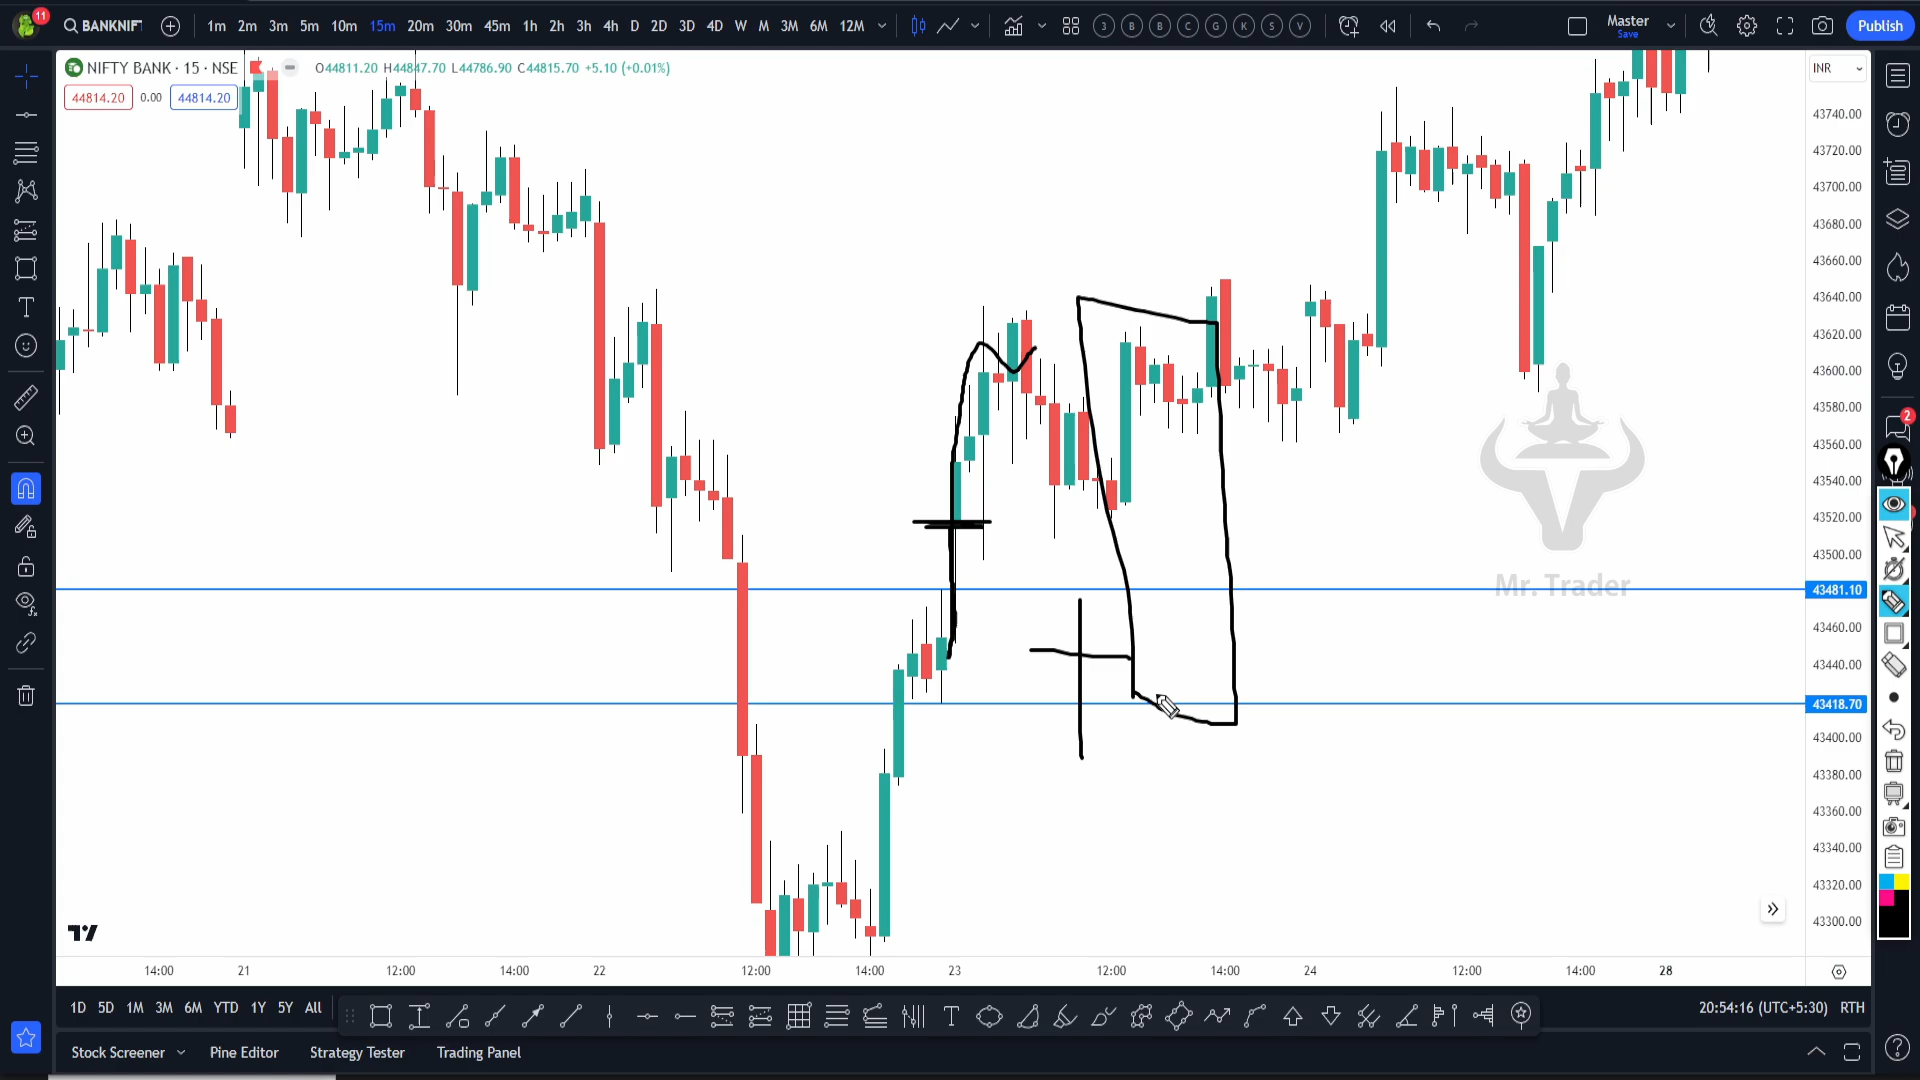 11
BANKNIF
1m 2m 3m 5m 10m 15m 20m 30m 45m 1h 2h 3h 4h D 2D 3D 4D W M 3M 6M 12M
3 B B C G K S V
Master
Save
Publish
NIFTY BANK · 15 · NSE
O44811.20 H44847.70 L44786.90 C44815.70 +5.10 (+0.01%)
INR
44814.20 0.00 44814.20
43740.00
43720.00
43700.00
43680.00
43660.00
43640.00
43620.00
43600.00
43580.00
2
43560.00
43540.00
43520.00
43500.00
Mr. Trader
43481.10
43460.00
43440.00
43418.70
43400.00
43380.00
43360.00
43340.00
43320.00
43300.00
14:00 21 12:00 14:00 22 12:00 14:00 23 12:00 14:00 24 12:00 14:00 28
1D 5D 1M 3M 6M YTD 1Y 5Y All
20:54:16 (UTC+5:30) RTH
Stock Screener Pine Editor Strategy Tester Trading Panel